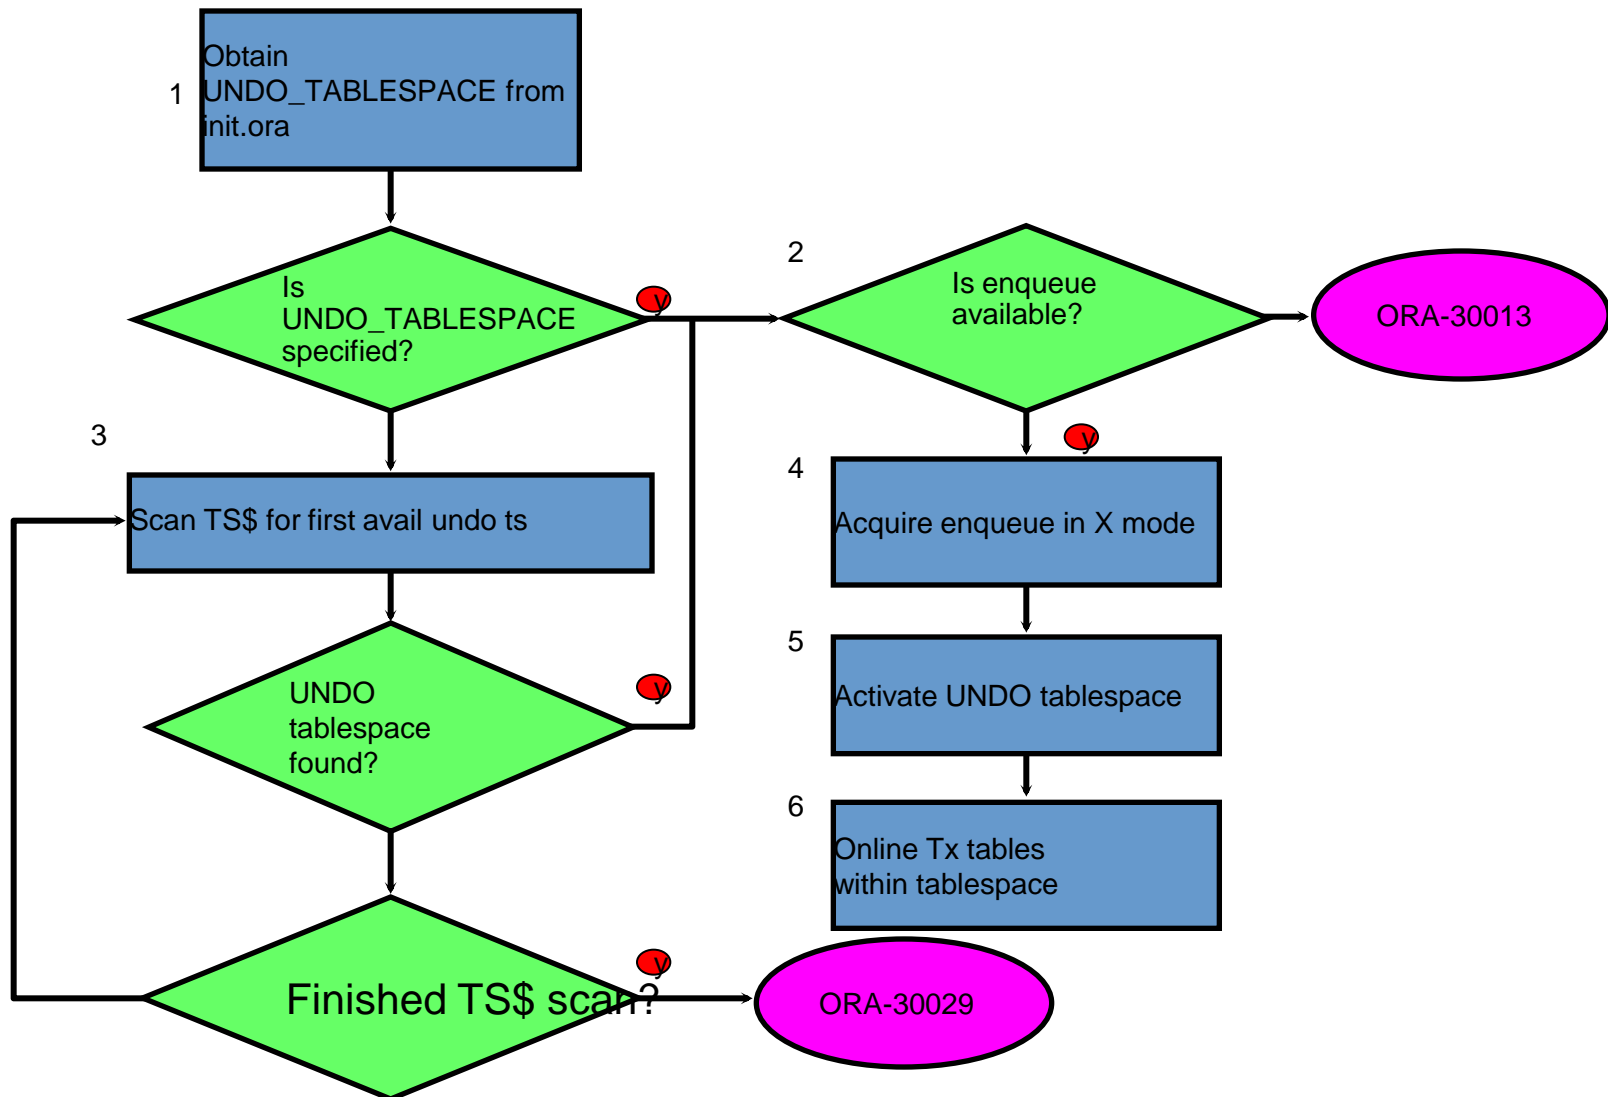 1
Obtain
UNDO_TABLESPACE from
init.ora
Is
UNDO_TABLESPACE
specified?
y
2
Is enqueue
available?
ORA-30013
y
3
Scan TS$ for first avail undo ts
4
Acquire enqueue in X mode
UNDO
tablespace
found?
y
5
Activate UNDO tablespace
6
Online Tx tables
within tablespace
Finished TS$ scan?
y
ORA-30029